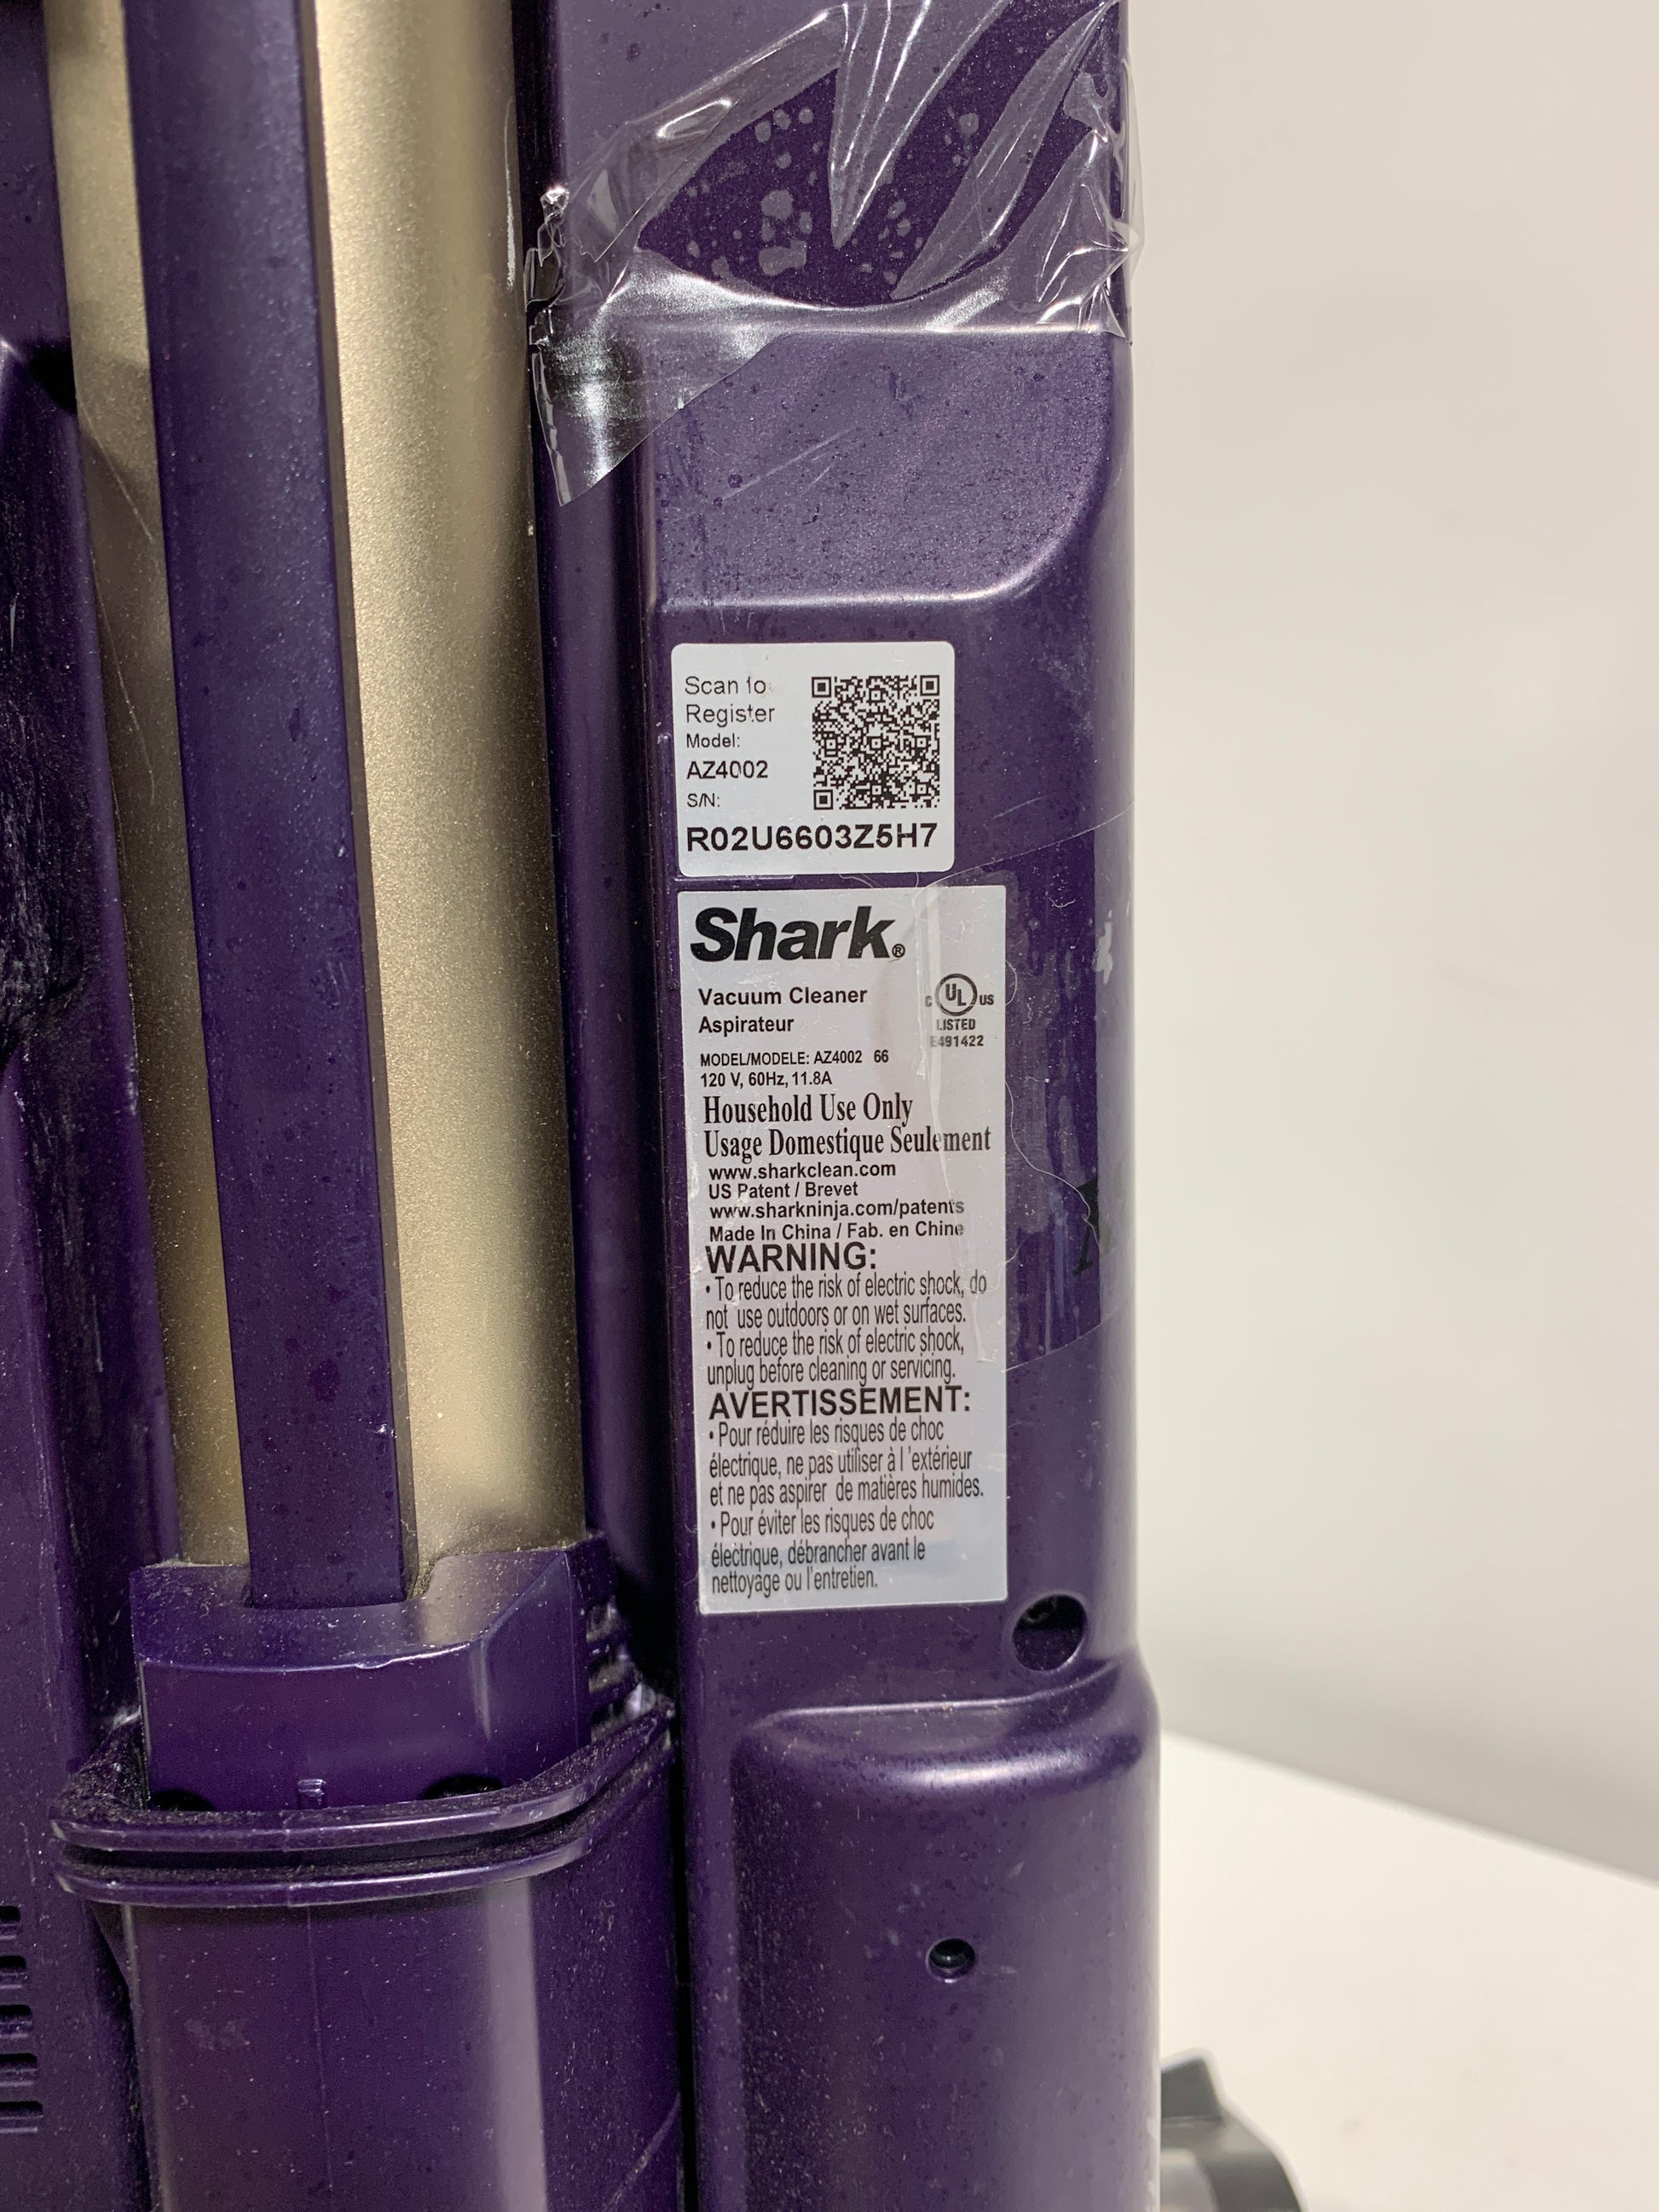 Scan to
Register
Model:
AZ4002
S/N:
R02U6603Z5H7
Shark®
Vacuum Cleaner
Aspirateur
C UL US
LISTED
E491422
MODEL/MODELE: AZ4002 66
120 V, 60Hz, 11.8A
Household Use Only
Usage Domestique Seulement
www.sharkclean.com
US Patent / Brevet
www.sharkninja.com/patents
Made In China / Fab. en Chine
WARNING:
• To reduce the risk of electric shock, do
not use outdoors or on wet surfaces.
• To reduce the risk of electric shock,
unplug before cleaning or servicing.
AVERTISSEMENT:
• Pour réduire les risques de choc
électrique, ne pas utiliser à l 'extérieur
et ne pas aspirer de matières humides.
• Pour éviter les risques de choc
électrique, débrancher avant le
nettoyage ou l'entretien.